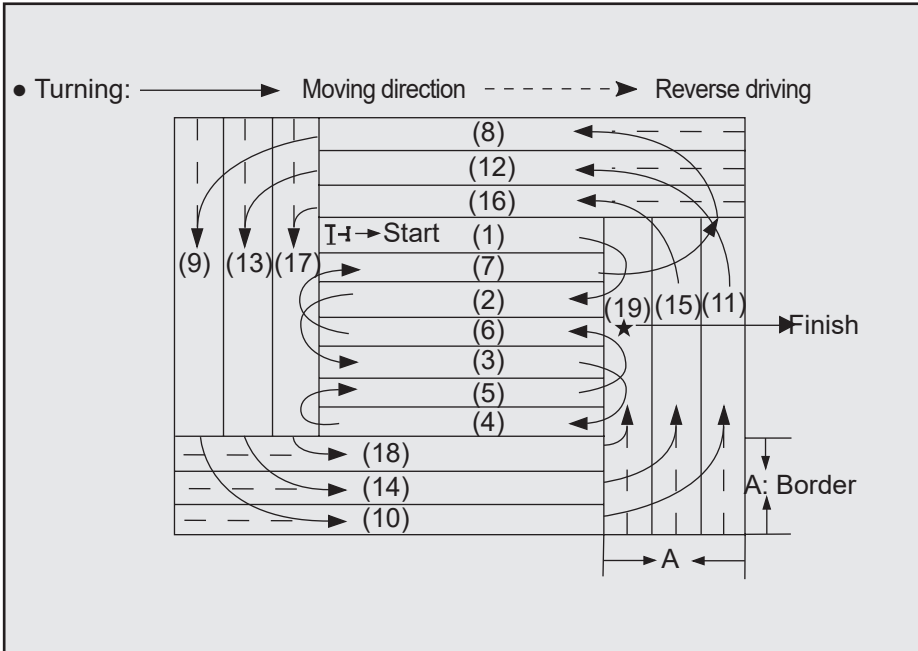 ● Turning: Moving direction Reverse driving
(8)
(12)
(16)
Start (1)
(9) (13) (17) (7)
(2)
(19) (15) (11)
(6) Finish
(3)
(5)
(4)
(18)
(14) A: Border
(10)
A